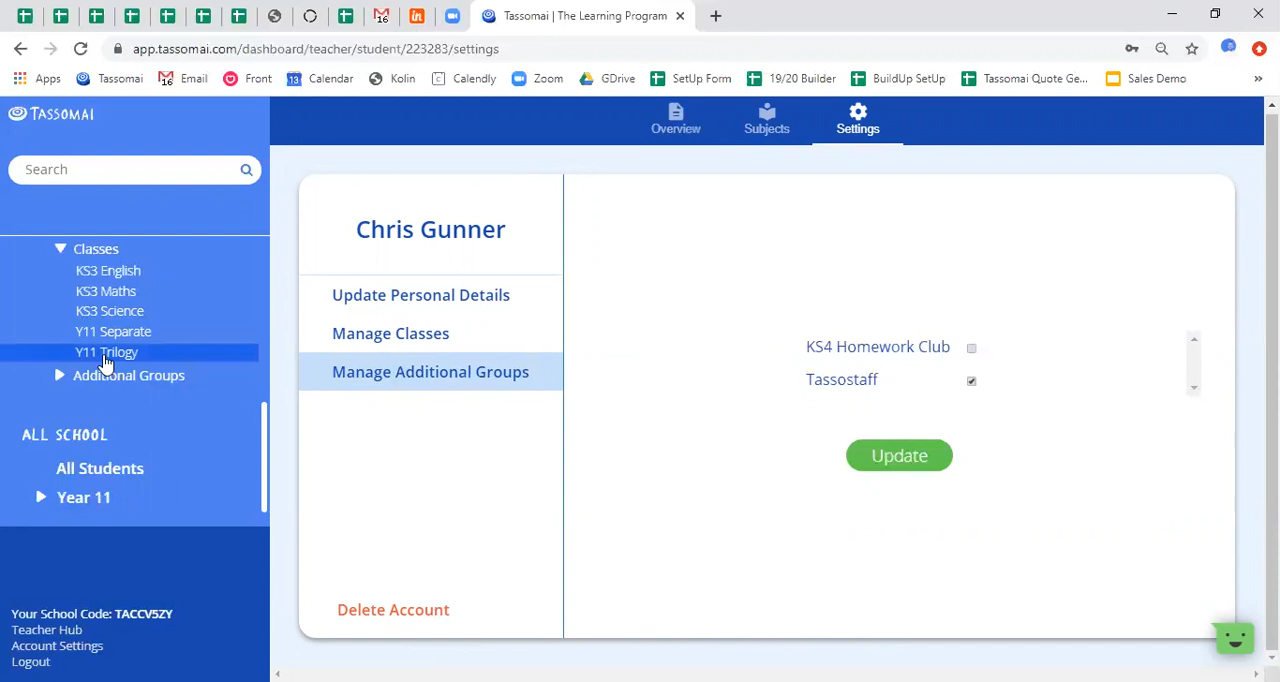 16
Tassomai | The Learning Program
app.tassomai.com/dashboard/teacher/student/223283/settings
Apps
Tassomai
16 Email
Front
13 Calendar
Kolin
C Calendly
Zoom
GDrive
SetUp Form
19/20 Builder
BuildUp SetUp
Tassomai Quote Ge...
Sales Demo
»
TASSOMAI
Search
Classes
KS3 English
KS3 Maths
KS3 Science
Y11 Separate
Y11 Trilogy
Additional Groups
ALL SCHOOL
All Students
Year 11
Your School Code: TACCV5ZY
Teacher Hub
Account Settings
Logout
Overview
Subjects
Settings
Chris Gunner
Update Personal Details
Manage Classes
Manage Additional Groups
Delete Account
KS4 Homework Club
Tassostaff
Update